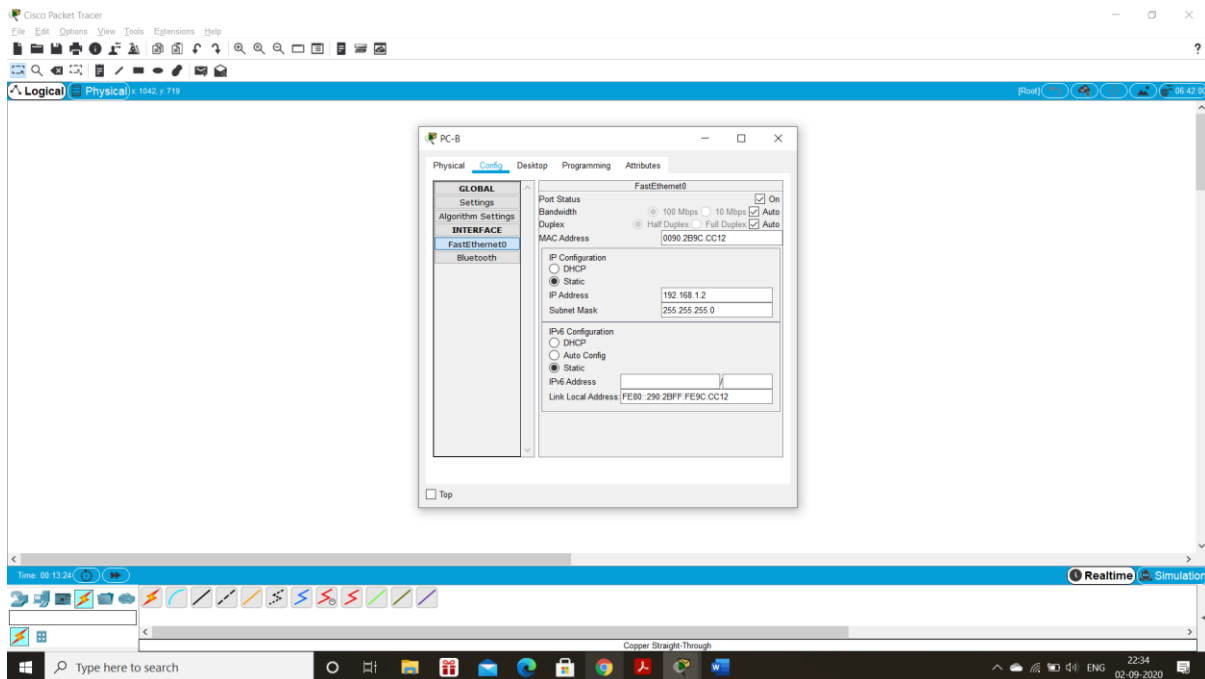 Cisco Packet Tracer
File Edit Options View Tools Extensions Help
?
Logical Physical x: 1042, y: 719 [Root] 06:42:00
PC-B
Physical Config Desktop Programming Attributes
GLOBAL
Settings
Algorithm Settings
INTERFACE
FastEthernet0
Bluetooth
FastEthernet0
Port Status On
Bandwidth 100 Mbps 10 Mbps Auto
Duplex Half Duplex Full Duplex Auto
MAC Address 0090.2B9C.CC12
IP Configuration
DHCP
Static
IP Address 192.168.1.2
Subnet Mask 255.255.255.0
IPv6 Configuration
DHCP
Auto Config
Static
IPv6 Address /
Link Local Address: FE80::290:2BFF:FE9C:CC12
Top
Time: 00:13:24 Realtime Simulation
Copper Straight-Through
Type here to search
ENG
22:34
02-09-2020